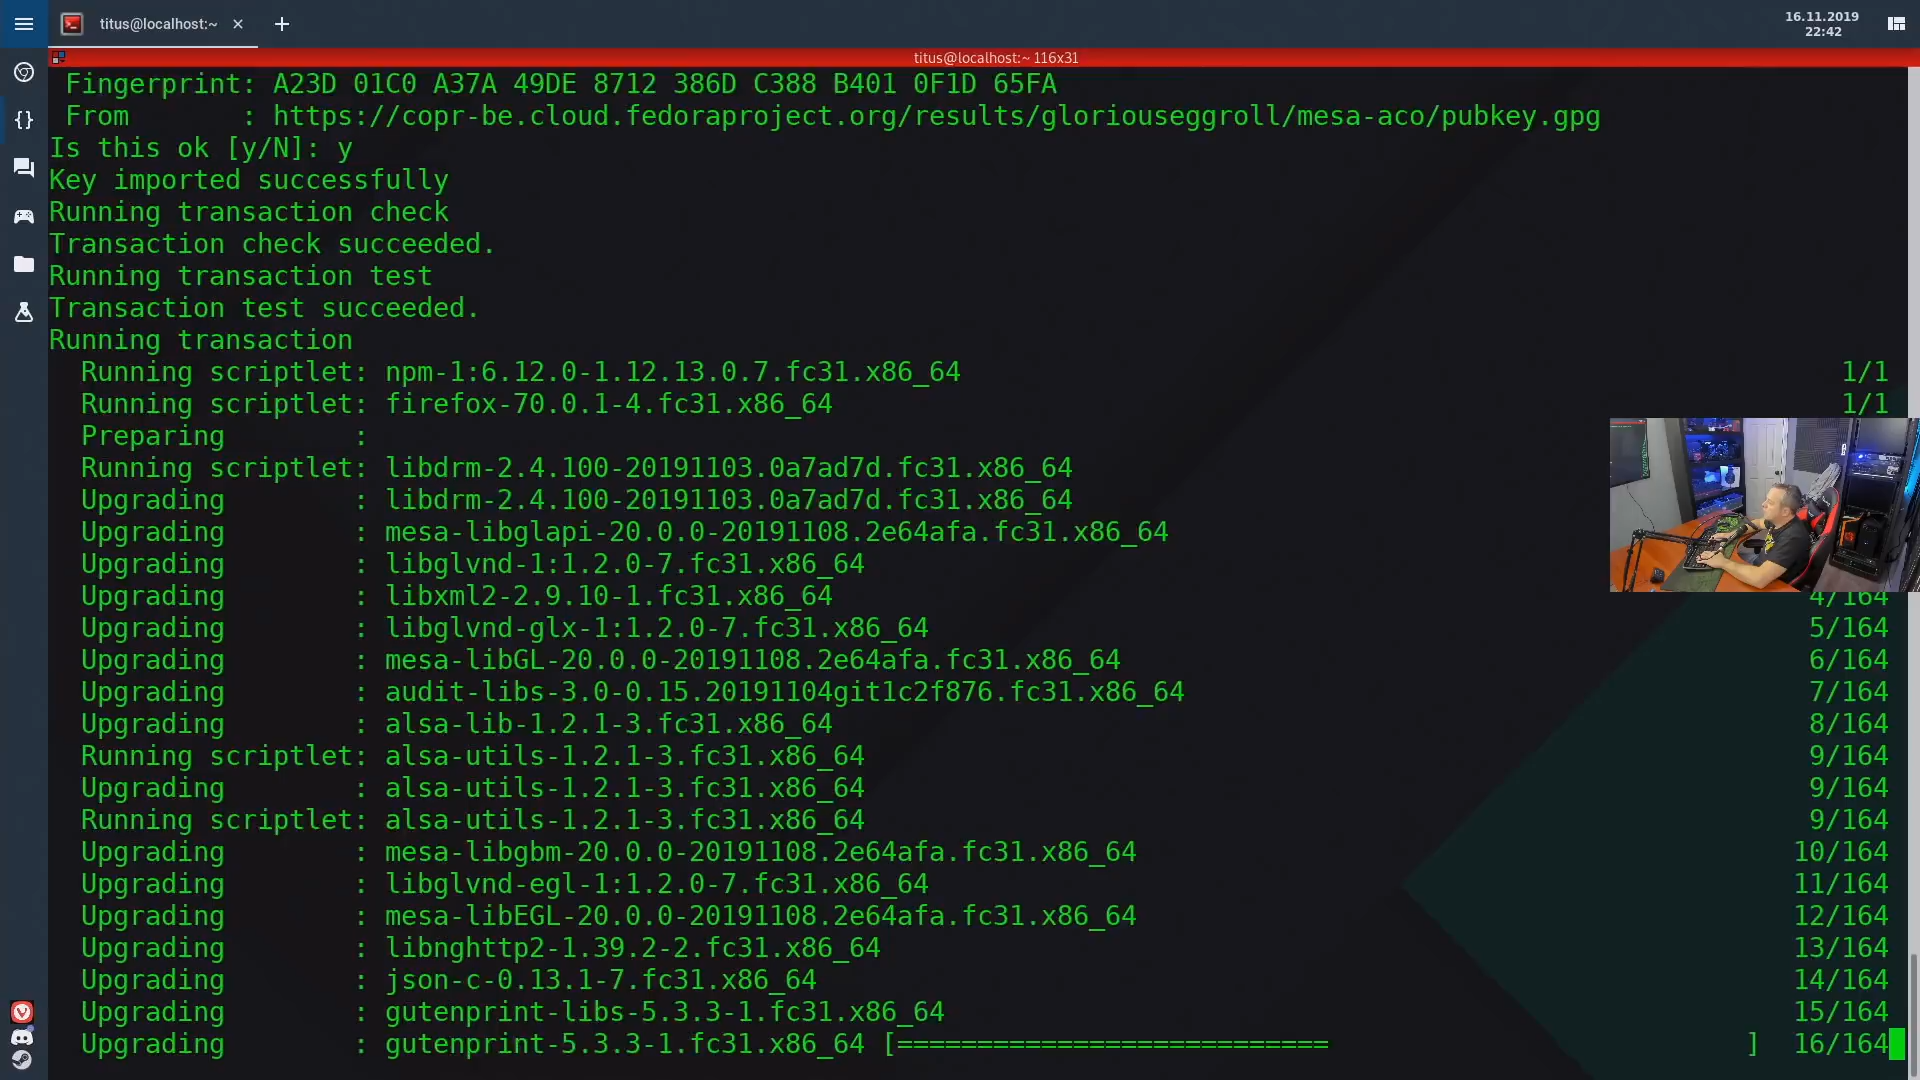 titus@localhost:~
16.11.2019
22:42
titus@localhost:~ 116x31
Fingerprint: A23D 01C0 A37A 49DE 8712 386D C388 B401 0F1D 65FA
From       : https://copr-be.cloud.fedoraproject.org/results/gloriouseggroll/mesa-aco/pubkey.gpg
Is this ok [y/N]: y
Key imported successfully
Running transaction check
Transaction check succeeded.
Running transaction test
Transaction test succeeded.
Running transaction
Running scriptlet: npm-1:6.12.0-1.12.13.0.7.fc31.x86_64 1/1
Running scriptlet: firefox-70.0.1-4.fc31.x86_64 1/1
Preparing        :
Running scriptlet: libdrm-2.4.100-20191103.0a7ad7d.fc31.x86_64
Upgrading        : libdrm-2.4.100-20191103.0a7ad7d.fc31.x86_64
Upgrading        : mesa-libglapi-20.0.0-20191108.2e64afa.fc31.x86_64
Upgrading        : libglvnd-1:1.2.0-7.fc31.x86_64
Upgrading        : libxml2-2.9.10-1.fc31.x86_64 4/164
Upgrading        : libglvnd-glx-1:1.2.0-7.fc31.x86_64 5/164
Upgrading        : mesa-libGL-20.0.0-20191108.2e64afa.fc31.x86_64 6/164
Upgrading        : audit-libs-3.0-0.15.20191104git1c2f876.fc31.x86_64 7/164
Upgrading        : alsa-lib-1.2.1-3.fc31.x86_64 8/164
Running scriptlet: alsa-utils-1.2.1-3.fc31.x86_64 9/164
Upgrading        : alsa-utils-1.2.1-3.fc31.x86_64 9/164
Running scriptlet: alsa-utils-1.2.1-3.fc31.x86_64 9/164
Upgrading        : mesa-libgbm-20.0.0-20191108.2e64afa.fc31.x86_64 10/164
Upgrading        : libglvnd-egl-1:1.2.0-7.fc31.x86_64 11/164
Upgrading        : mesa-libEGL-20.0.0-20191108.2e64afa.fc31.x86_64 12/164
Upgrading        : libnghttp2-1.39.2-2.fc31.x86_64 13/164
Upgrading        : json-c-0.13.1-7.fc31.x86_64 14/164
Upgrading        : gutenprint-libs-5.3.3-1.fc31.x86_64 15/164
Upgrading        : gutenprint-5.3.3-1.fc31.x86_64 [===========================                          ] 16/164